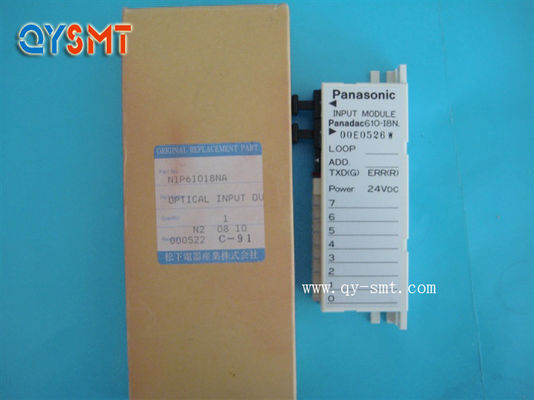 QYSMT
ORIGINAL REPLACEMENT PART
N1P61018NA
OPTICAL INPUT OU
1
N2 08 10
000522 C-91
松下電器産業株式会社
Panasonic
INPUT MODULE
Panadac610-18N.
00E0526W
LOOP
ADD.
TXD(G) ERR(R)
Power 24VDC
7
6
5
4
3
2
1
0
www.qy-smt.com